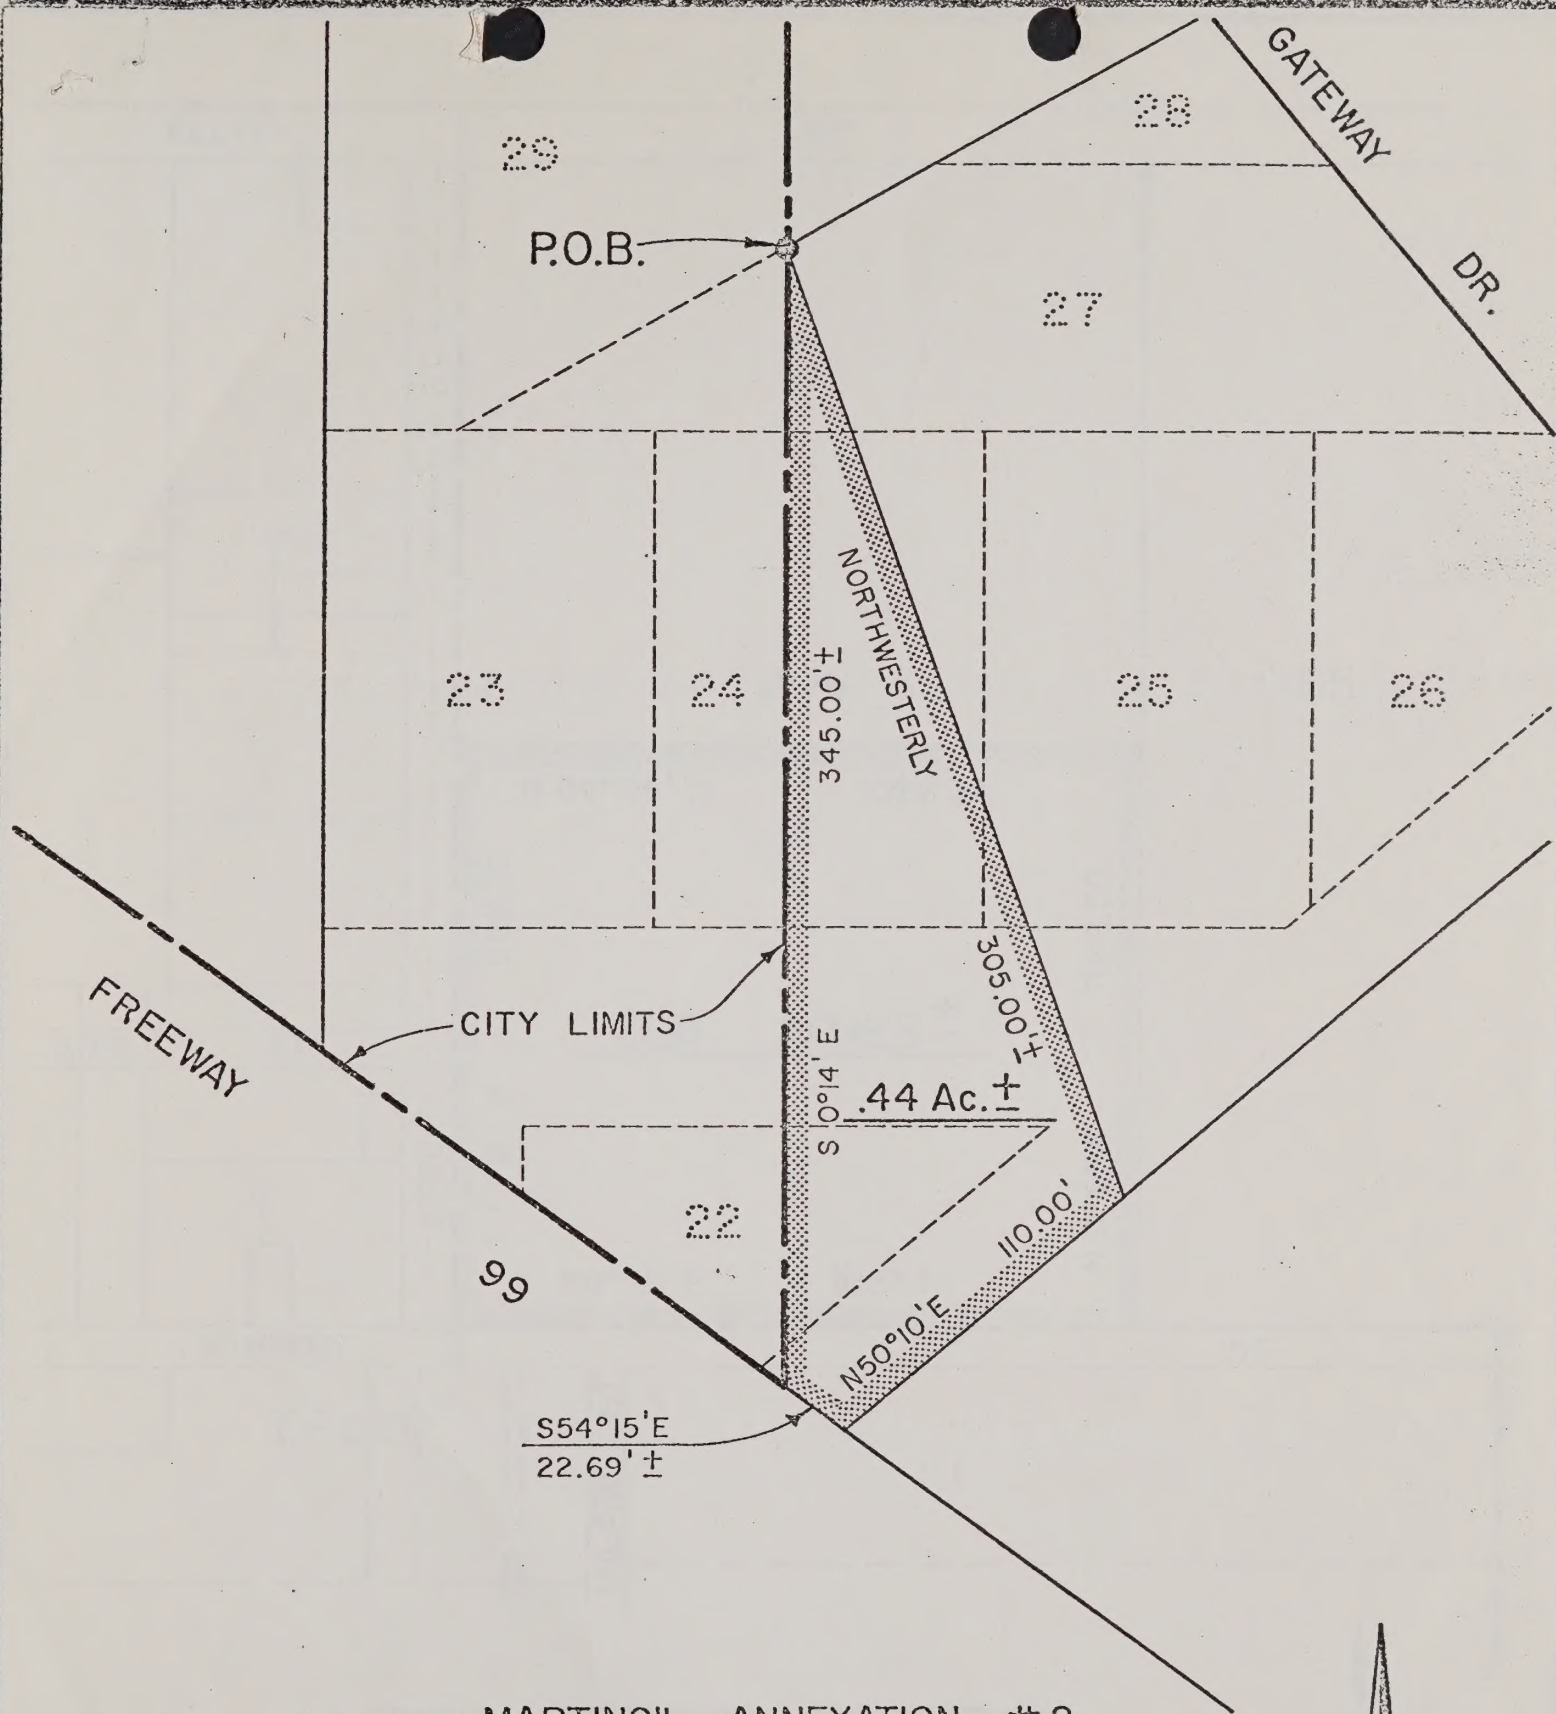 GATEWAY DR.
28
29
P.O.B.
27
NORTHWESTERLY
345.00'±
23
24
25
26
305.00'±
FREEWAY
CITY LIMITS
S 0°14' E
.44 Ac.±
22
110.00'
99
N50°10'E
S54°15'E
22.69'±
ANNEXATION